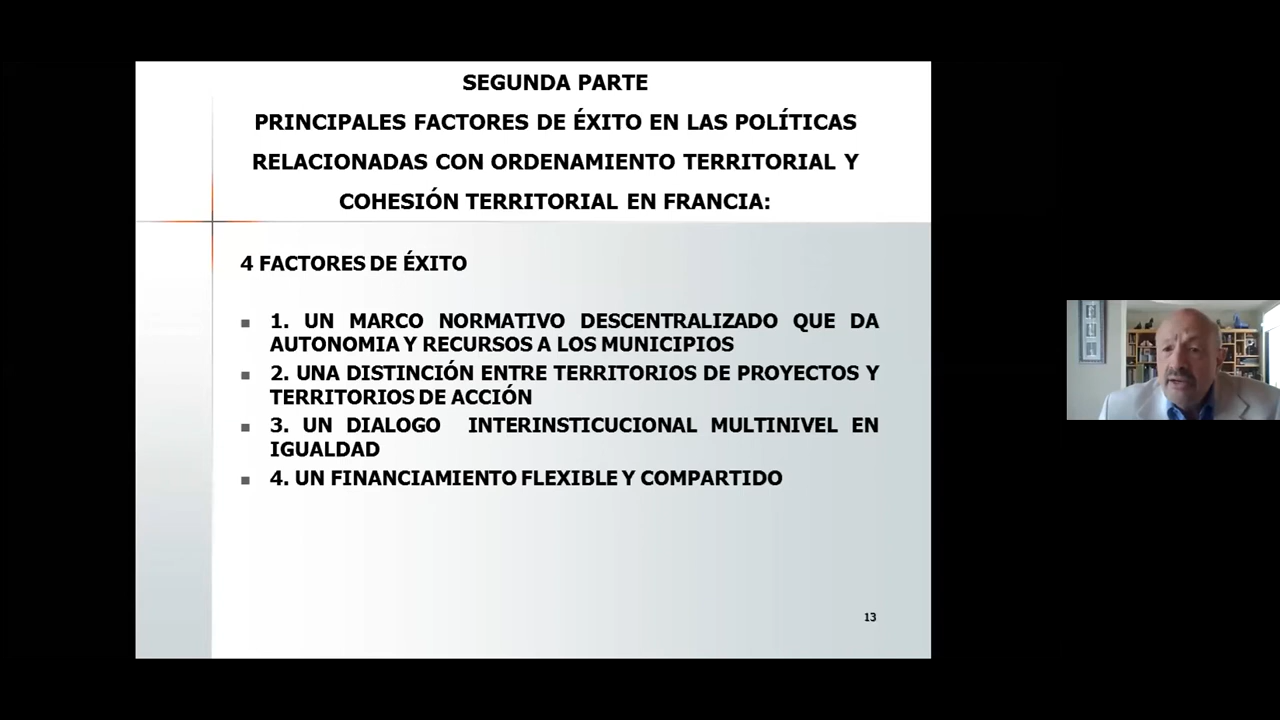 SEGUNDA PARTE
PRINCIPALES FACTORES DE ÉXITO EN LAS POLÍTICAS
RELACIONADAS CON ORDENAMIENTO TERRITORIAL Y
COHESIÓN TERRITORIAL EN FRANCIA:
4 FACTORES DE ÉXITO
1. UN MARCO NORMATIVO DESCENTRALIZADO QUE DA
AUTONOMIA Y RECURSOS A LOS MUNICIPIOS
2. UNA DISTINCIÓN ENTRE TERRITORIOS DE PROYECTOS Y
TERRITORIOS DE ACCIÓN
3. UN DIALOGO INTERINSTICUCIONAL MULTINIVEL EN
IGUALDAD
4. UN FINANCIAMIENTO FLEXIBLE Y COMPARTIDO
13